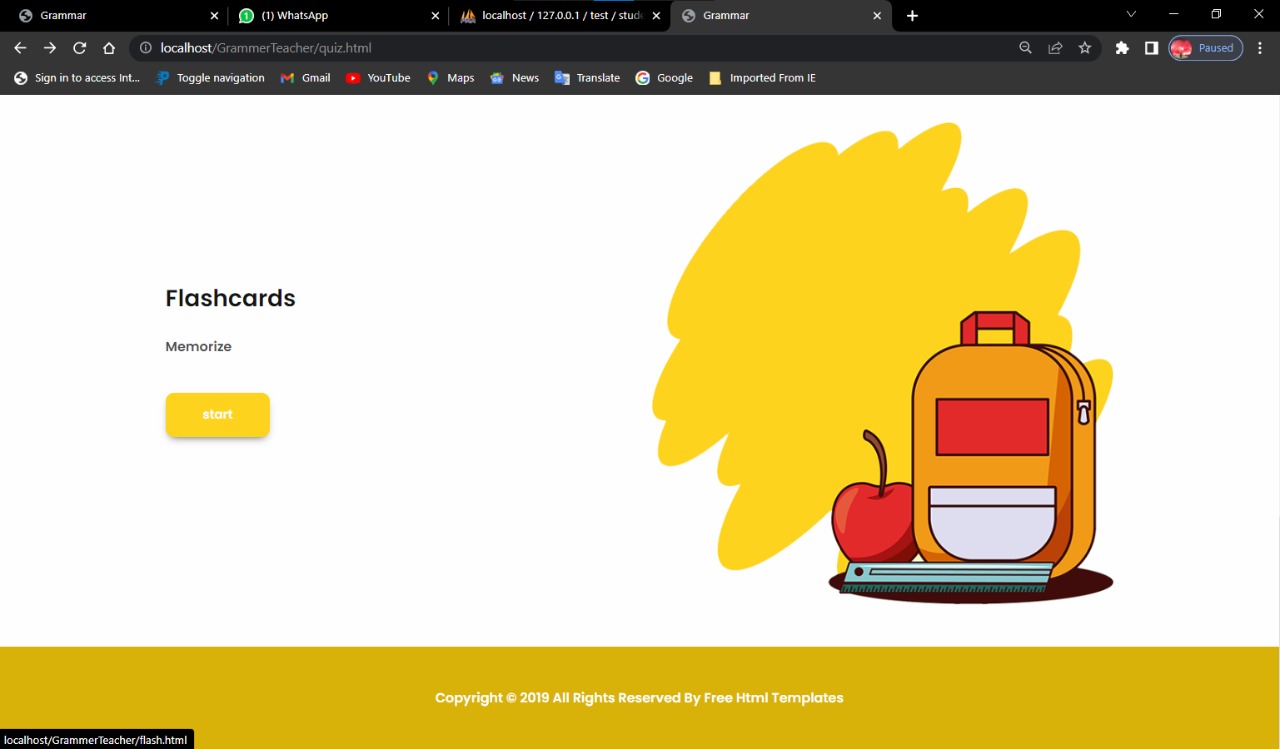 Grammar
(1) WhatsApp
localhost / 127.0.0.1 / test / stud
Grammar
localhost/GrammerTeacher/quiz.html
Paused
Sign in to access Int...
Toggle navigation
Gmail
YouTube
Maps
News
Translate
Google
Imported From IE
Flashcards
Memorize
start
Copyright © 2019 All Rights Reserved By Free Html Templates
localhost/GrammerTeacher/flash.html